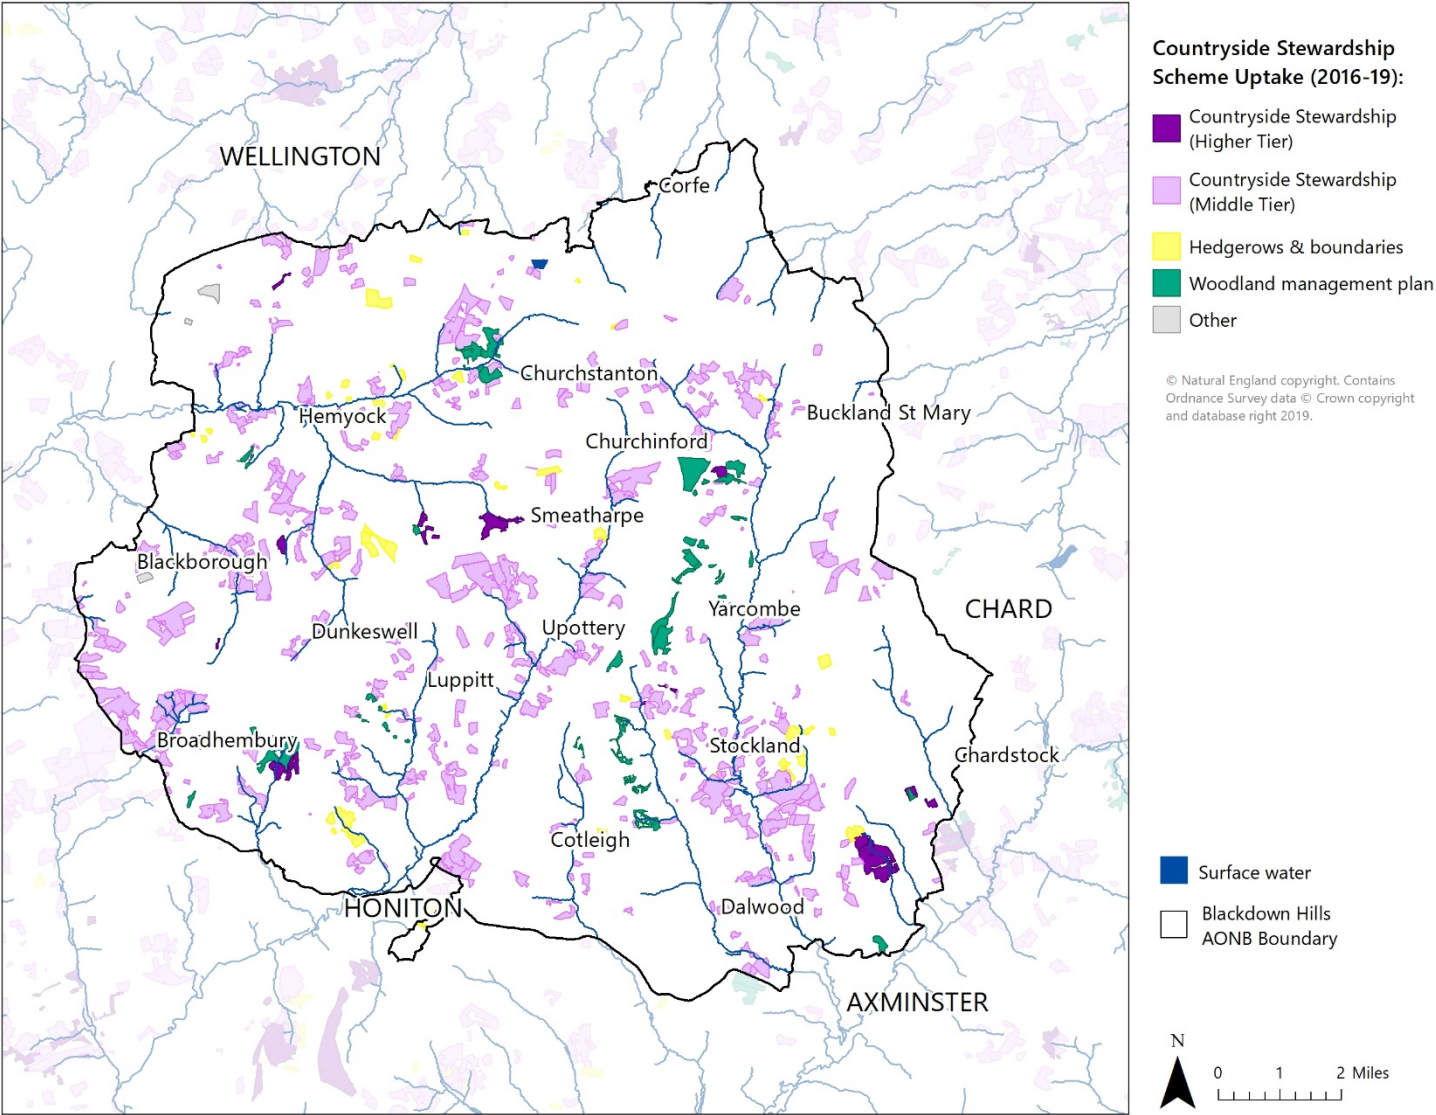 Countryside Stewardship
Scheme Uptake (2016-19):
Countryside Stewardship
(Higher Tier)
Countryside Stewardship
(Middle Tier)
Hedgerows & boundaries
Woodland management plan
Other
© Natural England copyright. Contains
Ordnance Survey data © Crown copyright
and database right 2019.
WELLINGTON
Corfe
Churchstanton
Hemyock
Buckland St Mary
Churchinford
Smeatharpe
Blackborough
CHARD
Yarcombe
Dunkeswell
Upottery
Luppitt
Broadhembury
Stockland
Chardstock
Cotleigh
HONITON
Dalwood
AXMINSTER
Surface water
Blackdown Hills
AONB Boundary
N
0 1 2 Miles